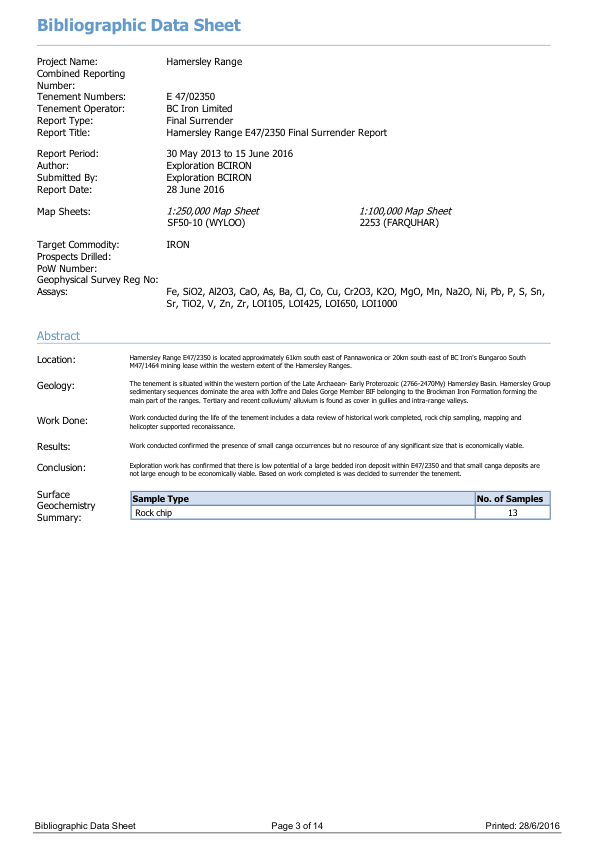 Bibliographic Data Sheet
Project Name: Hamersley Range
Combined Reporting
Number:
Tenement Numbers: E 47/02350
Tenement Operator: BC Iron Limited
Report Type: Final Surrender
Report Title: Hamersley Range E47/2350 Final Surrender Report
Report Period: 30 May 2013 to 15 June 2016
Author: Exploration BCIRON
Submitted By: Exploration BCIRON
Report Date: 28 June 2016
Map Sheets: 1:250,000 Map Sheet 1:100,000 Map Sheet
SF50-10 (WYLOO) 2253 (FARQUHAR)
Target Commodity: IRON
Prospects Drilled:
PoW Number:
Geophysical Survey Reg No:
Assays: Fe, SiO2, Al2O3, CaO, As, Ba, Cl, Co, Cu, Cr2O3, K2O, MgO, Mn, Na2O, Ni, Pb, P, S, Sn,
Sr, TiO2, V, Zn, Zr, LOI105, LOI425, LOI650, LOI1000
Abstract
Location: Hamersley Range E47/2350 is located approximately 61km south east of Pannawonica or 20km south east of BC Iron's Bungaroo South
M47/1464 mining lease within the western extent of the Hamersley Ranges.
Geology: The tenement is situated within the western portion of the Late Archaean- Early Proterozoic (2766-2470My) Hamersley Basin. Hamersley Group
sedimentary sequences dominate the area with Joffre and Dales Gorge Member BIF belonging to the Brockman Iron Formation forming the
main part of the ranges. Tertiary and recent colluvium/ alluvium is found as cover in gullies and intra-range valleys.
Work Done: Work conducted during the life of the tenement includes a data review of historical work completed, rock chip sampling, mapping and
helicopter supported reconaissance.
Results: Work conducted confirmed the presence of small canga occurrences but no resource of any significant size that is economically viable.
Conclusion: Exploration work has confirmed that there is low potential of a large bedded iron deposit within E47/2350 and that small canga deposits are
not large enough to be economically viable. Based on work completed is was decided to surrender the tenement.
Surface
Geochemistry
Summary:
Sample Type No. of Samples
Rock chip 13
Bibliographic Data Sheet Page 3 of 14 Printed: 28/6/2016